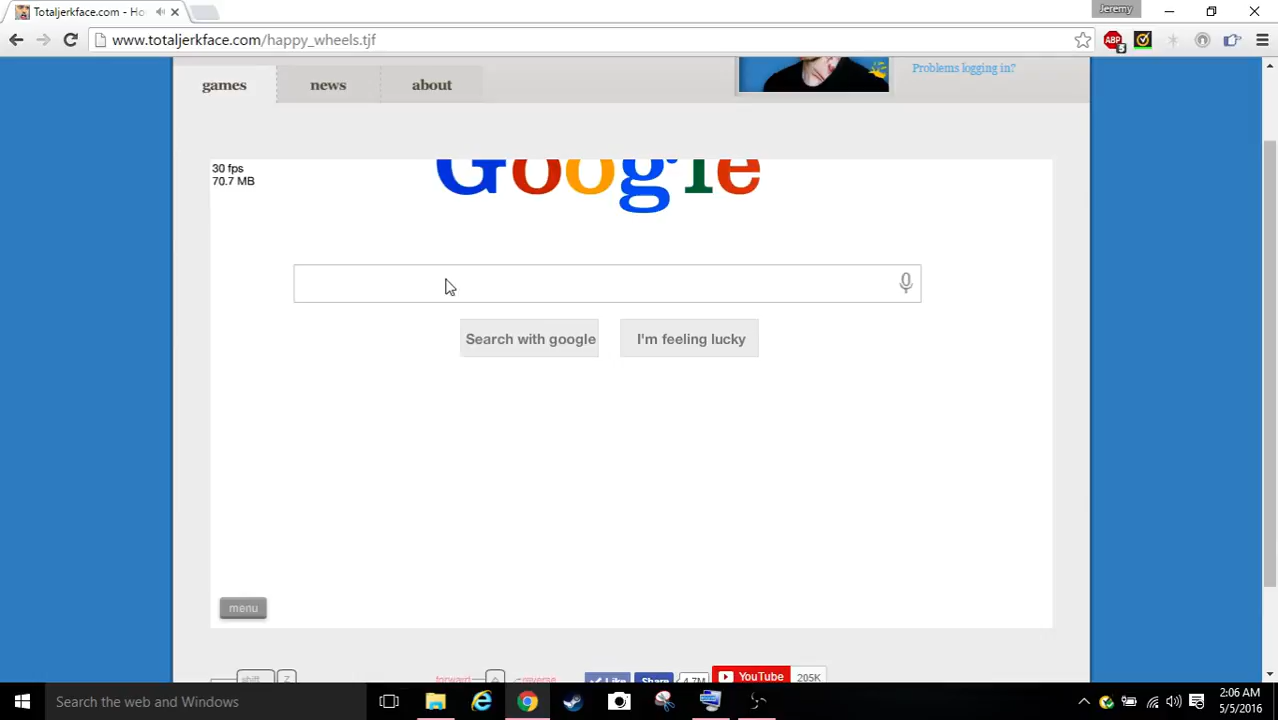 Totaljerkface.com - Ho
Jeremy
www.totaljerkface.com/happy_wheels.tjf
ABP
3
games
news
about
Problems logging in?
30 fps
70.7 MB
Google
Search with google
I'm feeling lucky
menu
shift
Z
forward
reverse
Like
Share
4.7M
YouTube
205K
Search the web and Windows
2:06 AM
5/5/2016